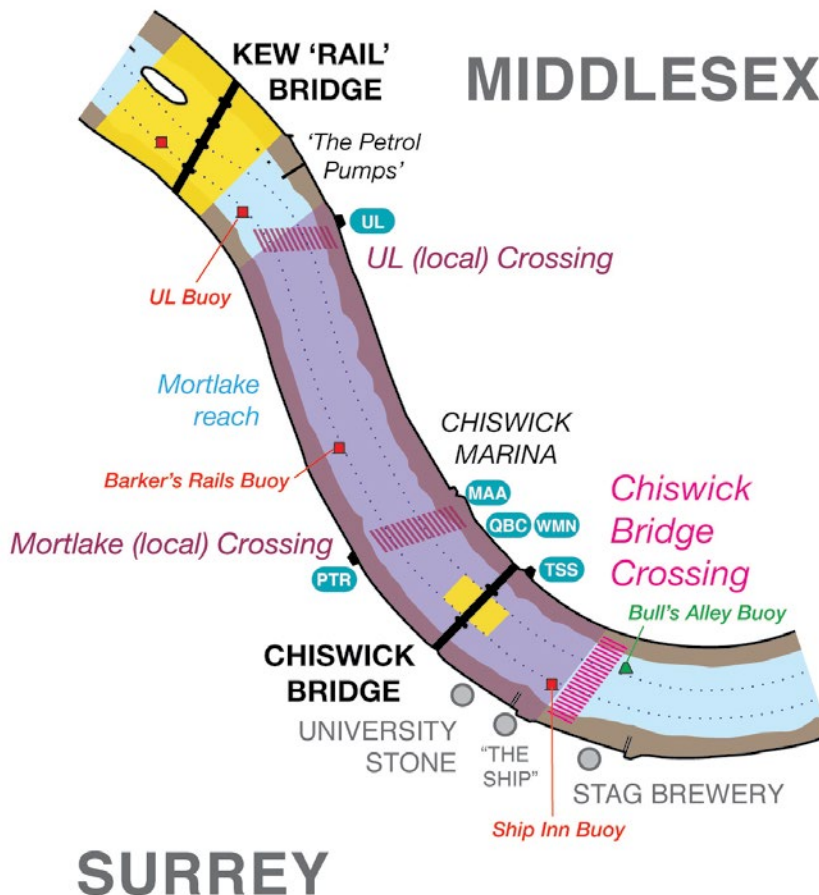 KEW ‘RAIL’
BRIDGE
MIDDLESEX
‘The Petrol
Pumps’
UL
UL (local) Crossing
UL Buoy
Mortlake
reach
CHISWICK
MARINA
Barker's Rails Buoy
MAA
QBC
WMN
Chiswick
Bridge
Crossing
Mortlake (local) Crossing
PTR
TSS
Bull's Alley Buoy
CHISWICK
BRIDGE
UNIVERSITY
STONE
"THE
SHIP"
STAG BREWERY
Ship Inn Buoy
SURREY